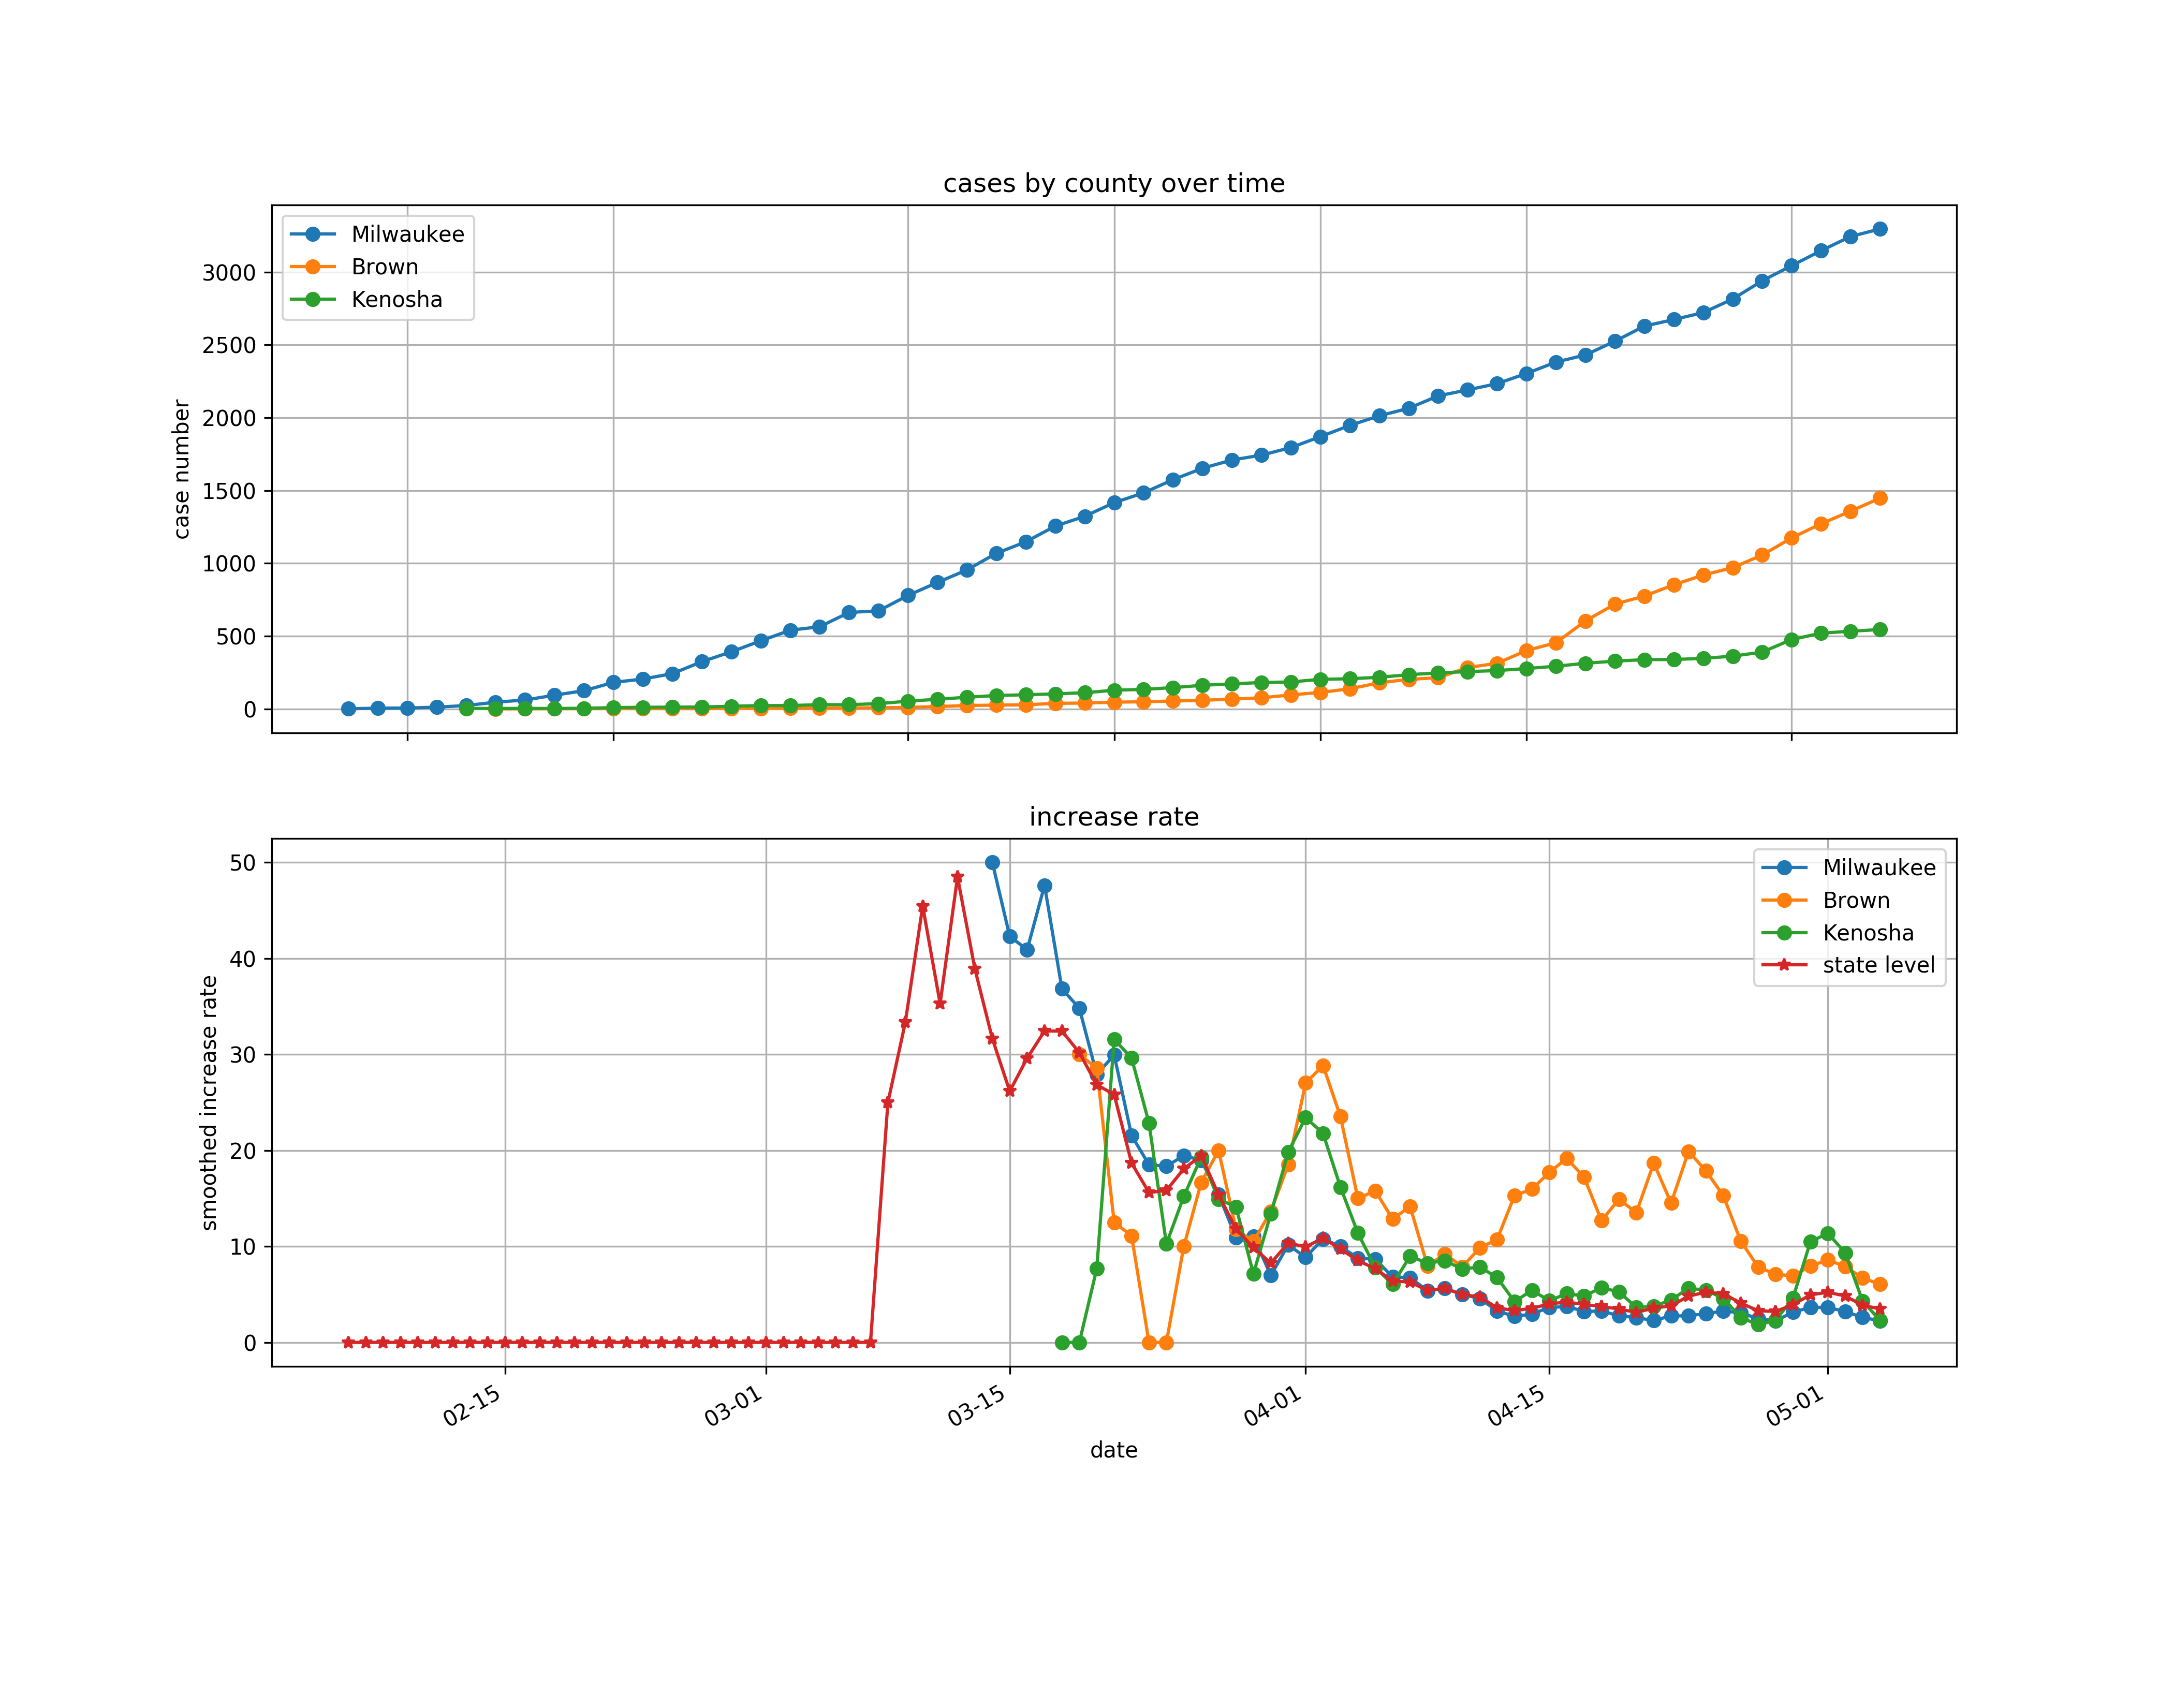 cases by county over time
Milwaukee
Brown
Kenosha
3000
2500
2000
1500
1000
500
0
case number
increase rate
Milwaukee
Brown
Kenosha
state level
50
40
30
20
10
0
smoothed increase rate
02-15
03-01
03-15
04-01
04-15
05-01
date